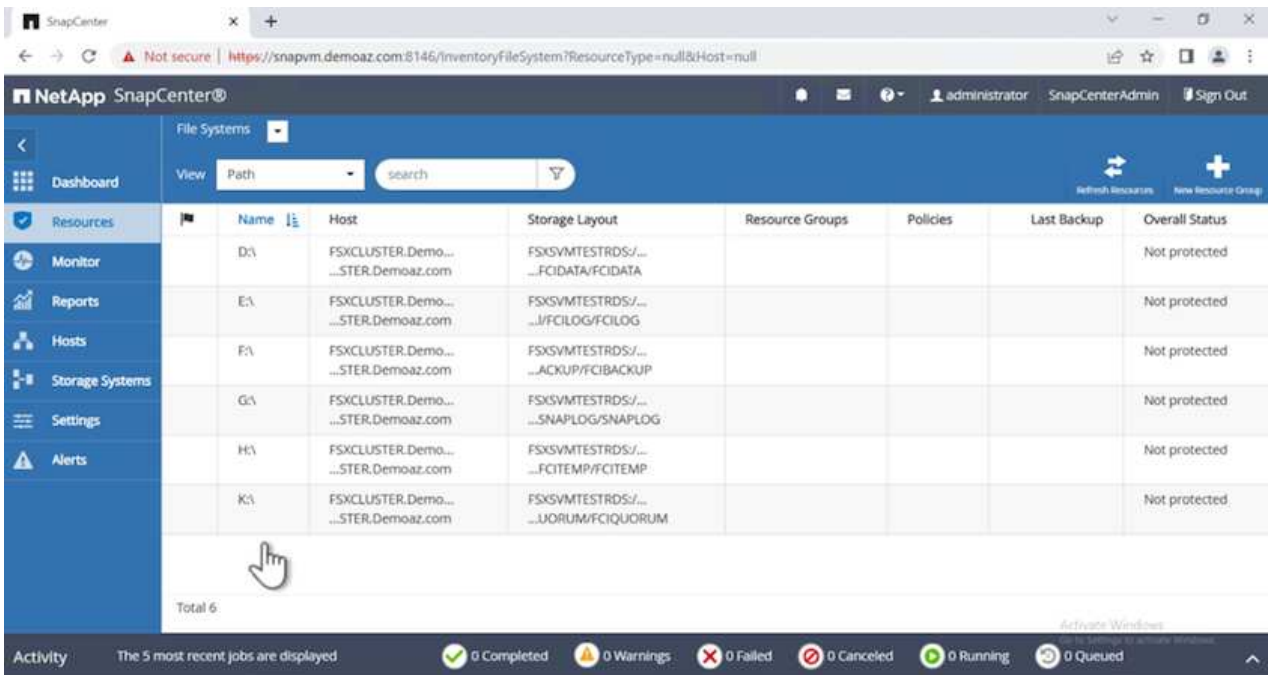 SnapCenter
Not secure | https://snapvm.demoaz.com:8146/InventoryFileSystem?ResourceType=null&Host=null
NetApp SnapCenter® administrator SnapCenterAdmin Sign Out
File Systems
View Path search Refresh Resources New Resource Group
Name Host Storage Layout Resource Groups Policies Last Backup Overall Status
D:\ FSXCLUSTER.Demo... FSXSVMTESTRDS:/... Not protected
...STER.Demoaz.com ...FCIDATA/FCIDATA
E:\ FSXCLUSTER.Demo... FSXSVMTESTRDS:/... Not protected
...STER.Demoaz.com ...I/FCILOG/FCILOG
F:\ FSXCLUSTER.Demo... FSXSVMTESTRDS:/... Not protected
...STER.Demoaz.com ...ACKUP/FCIBACKUP
G:\ FSXCLUSTER.Demo... FSXSVMTESTRDS:/... Not protected
...STER.Demoaz.com ...SNAPLOG/SNAPLOG
H:\ FSXCLUSTER.Demo... FSXSVMTESTRDS:/... Not protected
...STER.Demoaz.com ...FCITEMP/FCITEMP
K:\ FSXCLUSTER.Demo... FSXSVMTESTRDS:/... Not protected
...STER.Demoaz.com ...UORUM/FCIQUORUM
Dashboard
Resources
Monitor
Reports
Hosts
Storage Systems
Settings
Alerts
Total 6
Activate Windows
Go to Settings to activate Windows.
Activity The 5 most recent jobs are displayed 0 Completed 0 Warnings 0 Failed 0 Canceled 0 Running 0 Queued